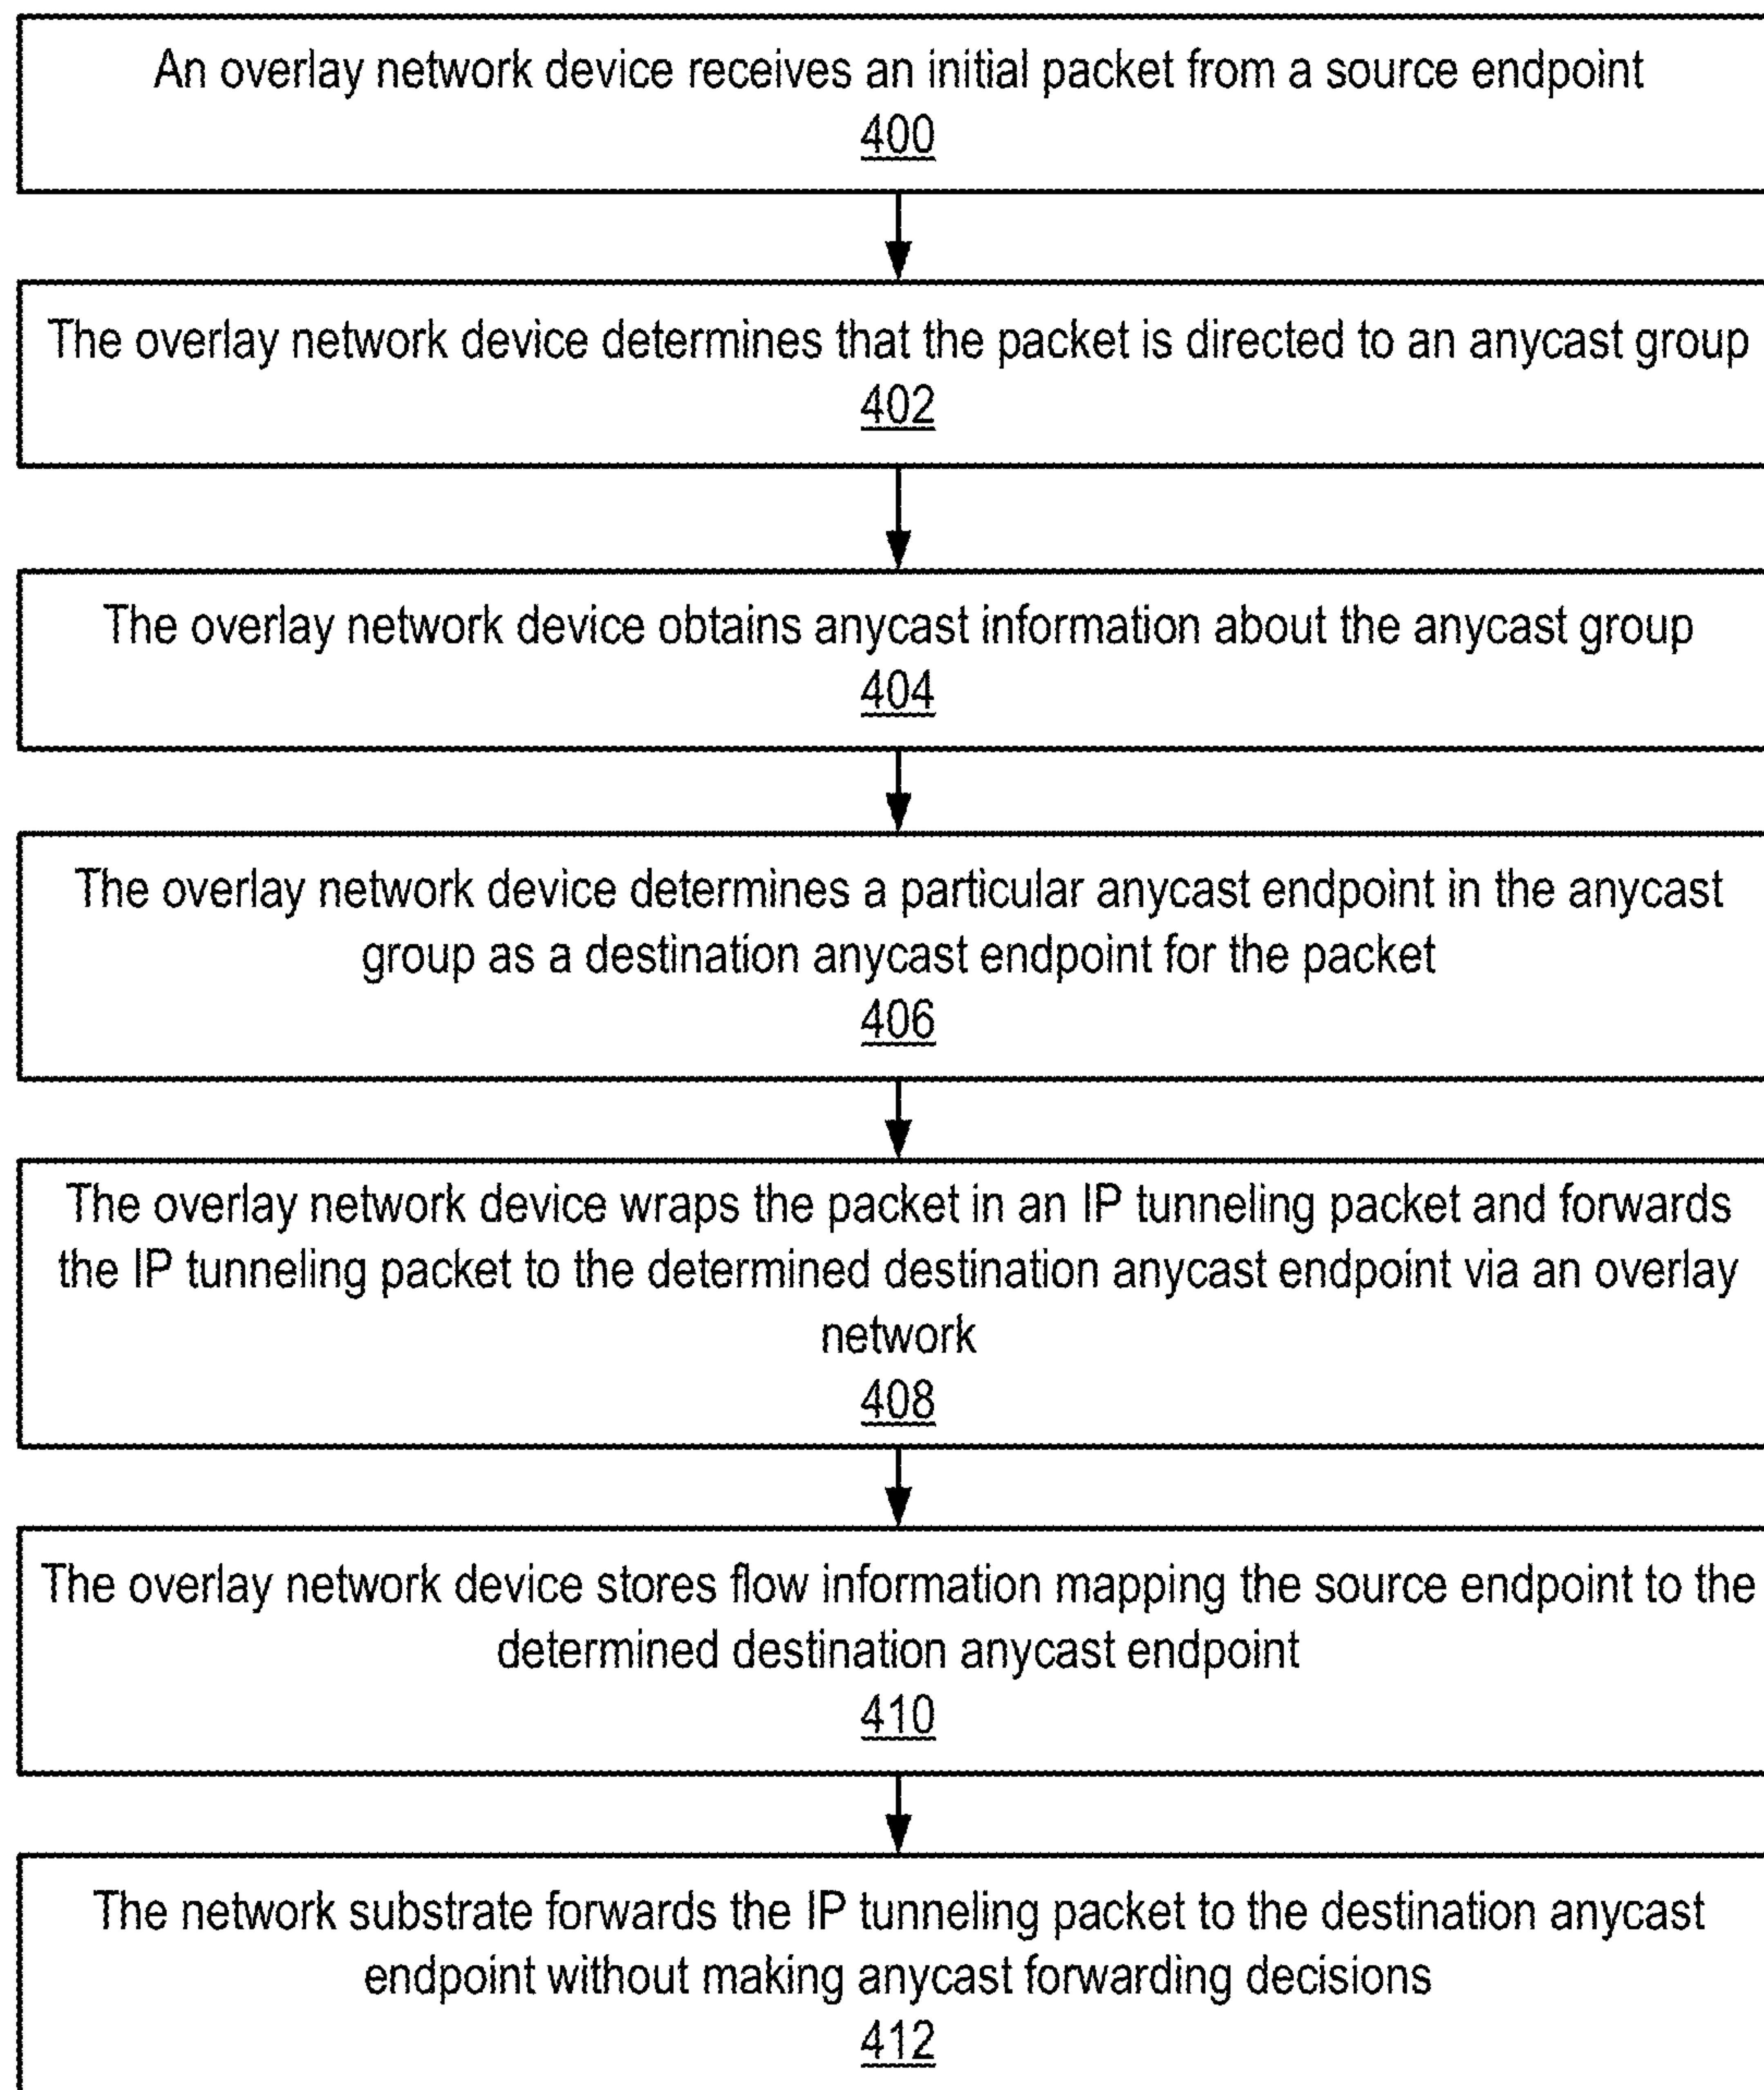 An overlay network device receives an initial packet from a source endpoint
400
The overlay network device determines that the packet is directed to an anycast group
402
The overlay network device obtains anycast information about the anycast group
404
The overlay network device determines a particular anycast endpoint in the anycast
group as a destination anycast endpoint for the packet
406
The overlay network device wraps the packet in an IP tunneling packet and forwards
the IP tunneling packet to the determined destination anycast endpoint via an overlay
network
408
The overlay network device stores flow information mapping the source endpoint to the
determined destination anycast endpoint
410
The network substrate forwards the IP tunneling packet to the destination anycast
endpoint without making anycast forwarding decisions
412